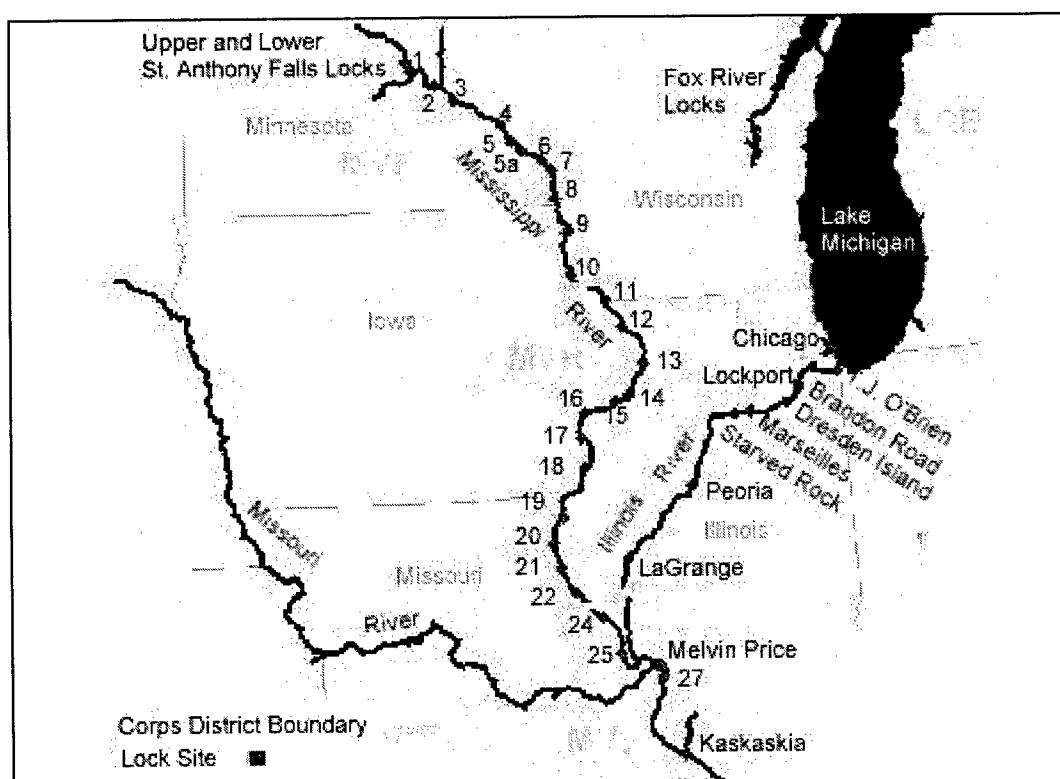 Upper and Lower
St. Anthony Falls Locks
1
2
3
4
5
5a
6
7
8
9
10
11
12
13
14
15
16
17
18
19
20
21
22
24
25
27
Minnesota
Mississippi
River
Fox River
Locks
Wisconsin
Lake
Michigan
Iowa
Chicago
Lockport
T.J. O'Brien
Brandon Road
Dresden Island
Marseilles
Starved Rock
Illinois River
Peoria
Illinois
LaGrange
Missouri
River
Missouri
Melvin Price
Kaskaskia
Corps District Boundary
Lock Site